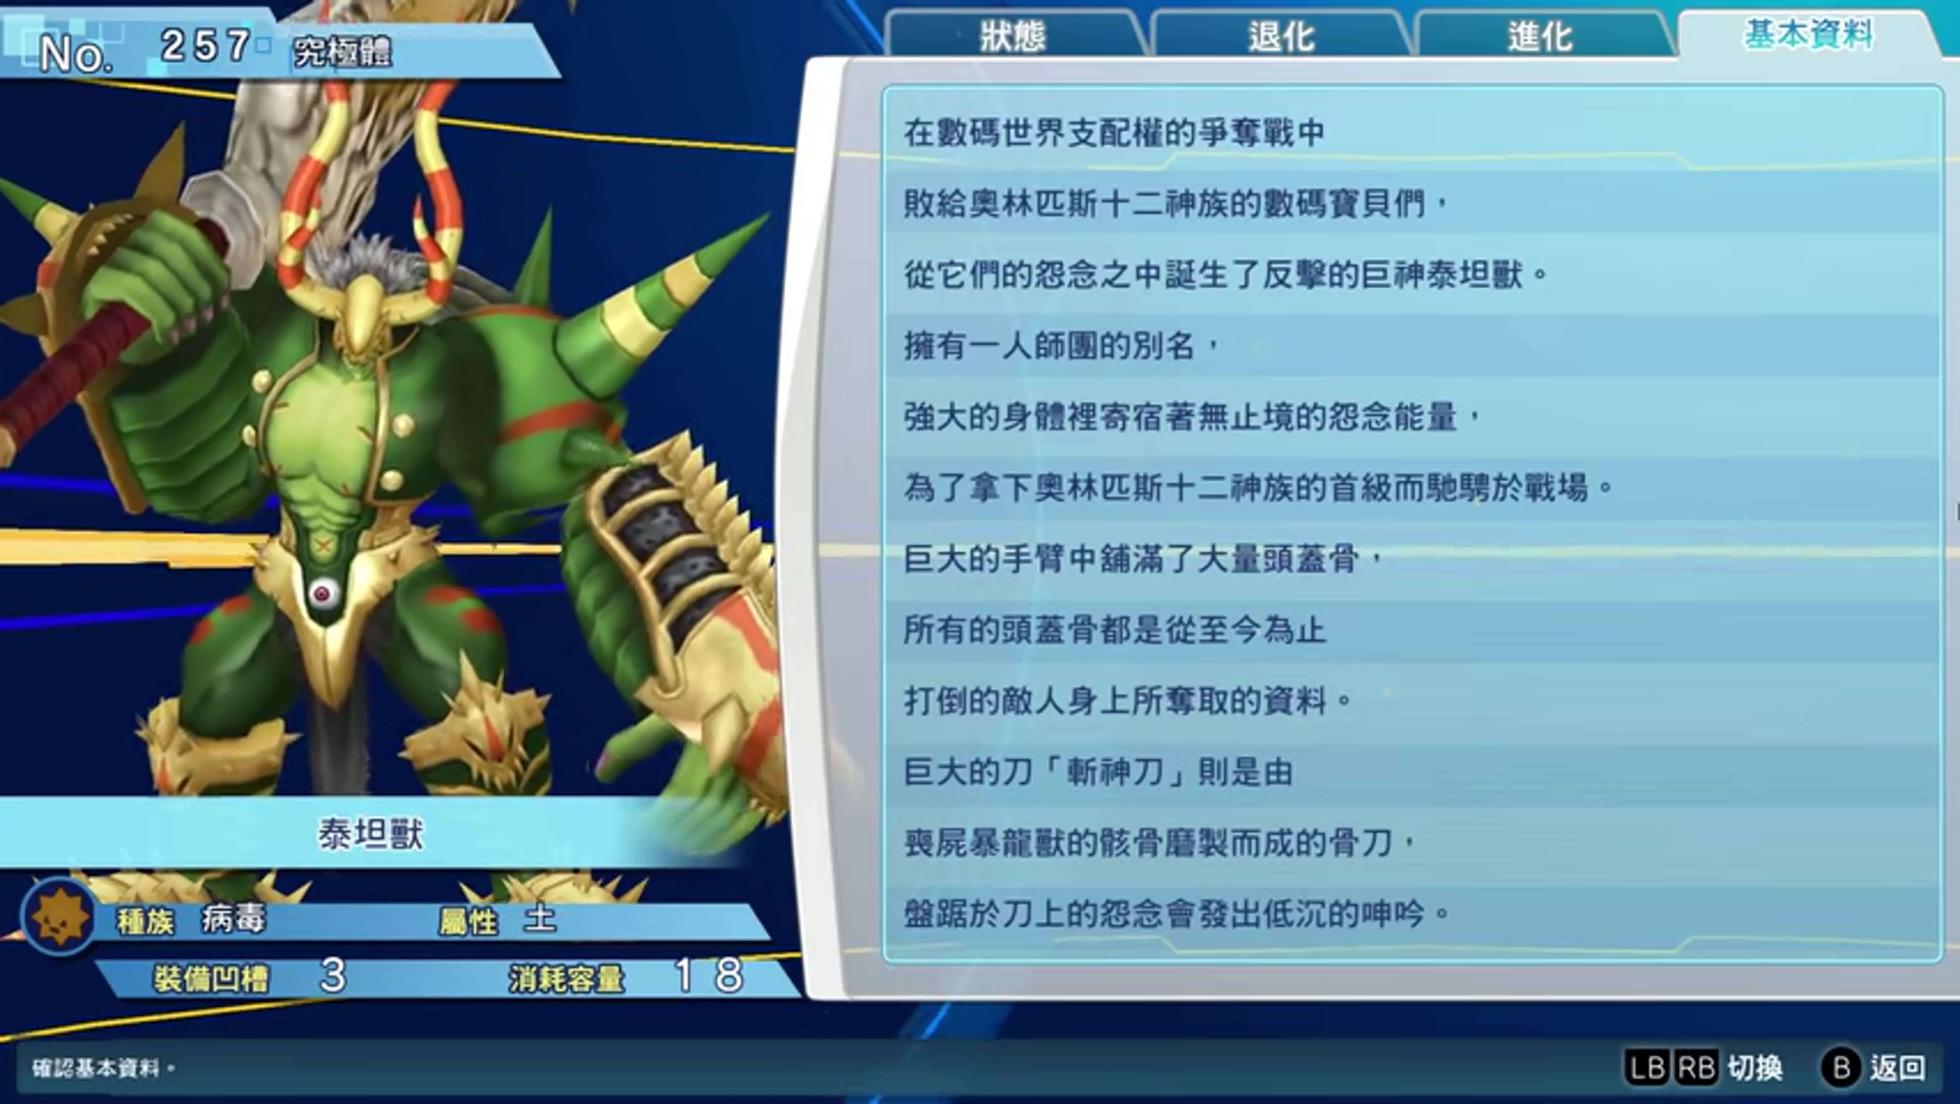 No. 257 究極體
狀態
退化
進化
基本資料
在數碼世界支配權的爭奪戰中
敗給奧林匹斯十二神族的數碼寶貝們，
從它們的怨念之中誕生了反擊的巨神泰坦獸。
擁有一人師團的別名，
強大的身體裡寄宿著無止境的怨念能量，
為了拿下奧林匹斯十二神族的首級而馳騁於戰場。
巨大的手臂中舖滿了大量頭蓋骨，
所有的頭蓋骨都是從至今為止
打倒的敵人身上所奪取的資料。
巨大的刀「斬神刀」則是由
喪屍暴龍獸的骸骨磨製而成的骨刀，
盤踞於刀上的怨念會發出低沉的呻吟。
泰坦獸
種族 病毒 屬性 土
裝備凹槽 3 消耗容量 18
確認基本資料。
LB RB 切換 B 返回